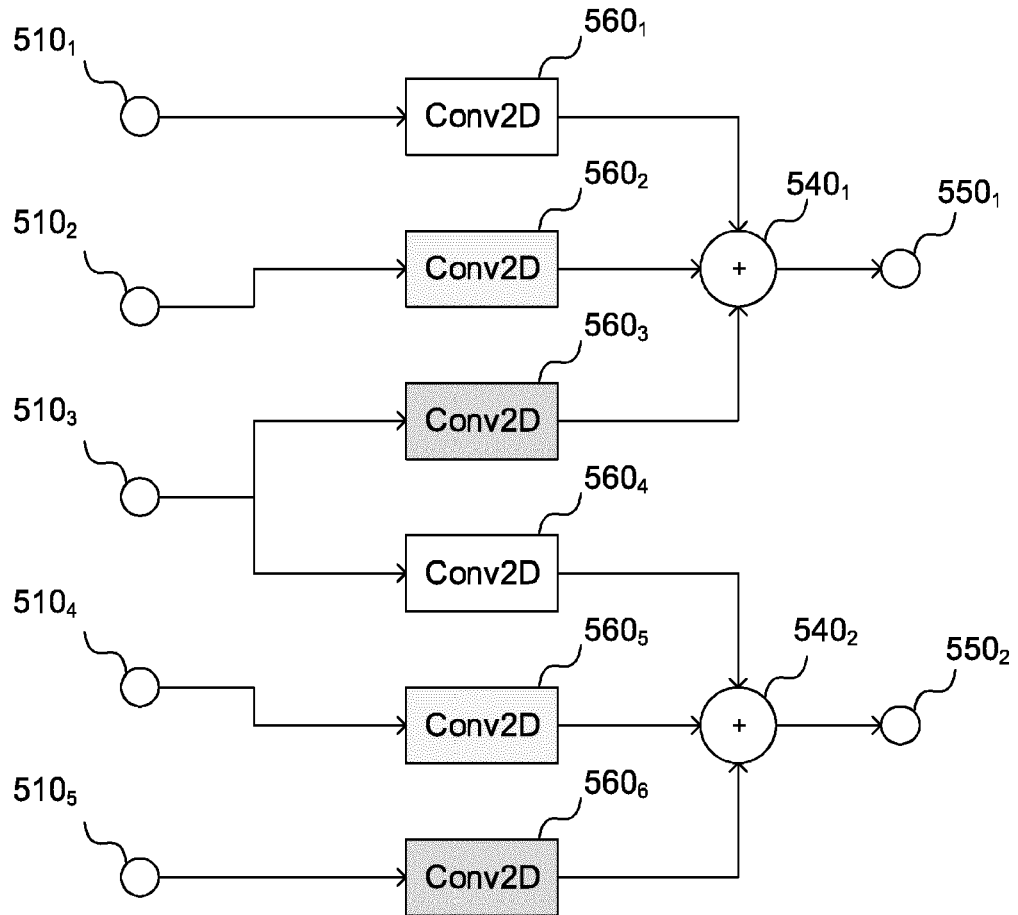 510₁
560₁
Conv2D
560₂
510₂
540₁
550₁
Conv2D
+
560₃
510₃
Conv2D
560₄
Conv2D
510₄
560₅
540₂
550₂
Conv2D
+
510₅
560₆
Conv2D